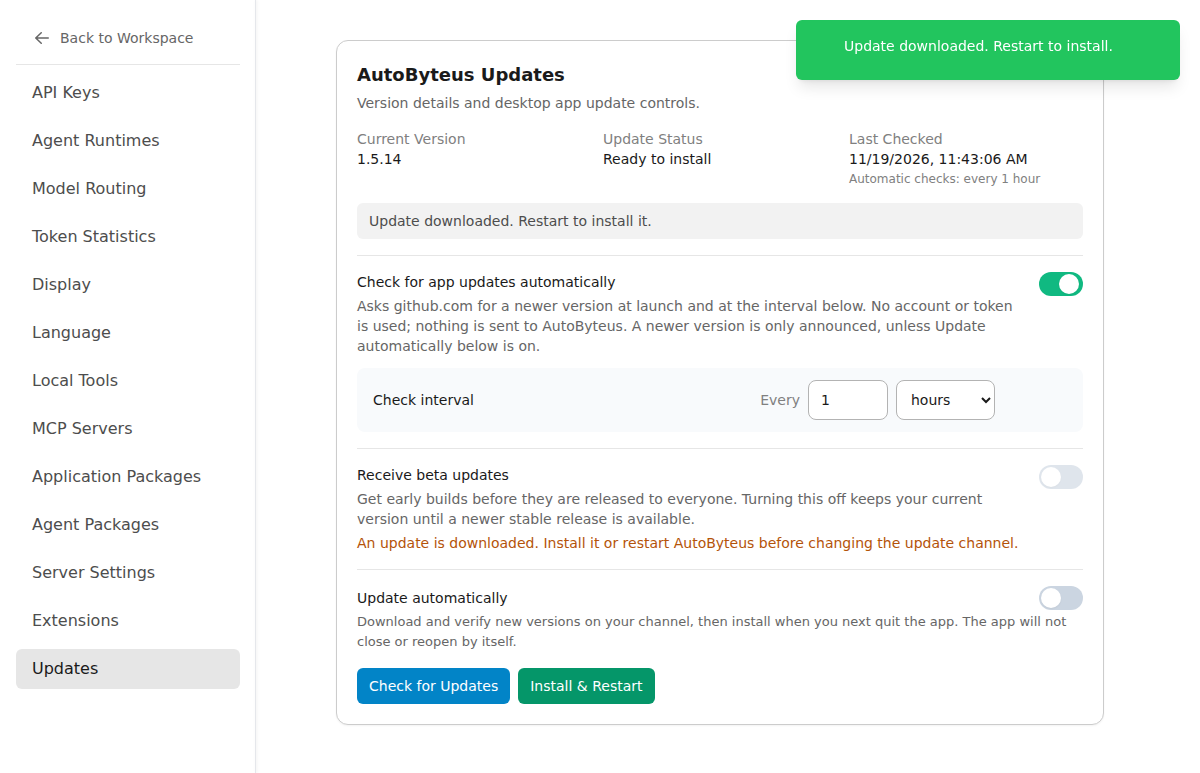 Back to Workspace
API Keys
Agent Runtimes
Model Routing
Token Statistics
Display
Language
Local Tools
MCP Servers
Application Packages
Agent Packages
Server Settings
Extensions
Updates
Update downloaded. Restart to install.
AutoByteus Updates
Version details and desktop app update controls.
Current Version
1.5.14
Update Status
Ready to install
Last Checked
11/19/2026, 11:43:06 AM
Automatic checks: every 1 hour
Update downloaded. Restart to install it.
Check for app updates automatically
Asks github.com for a newer version at launch and at the interval below. No account or token
is used; nothing is sent to AutoByteus. A newer version is only announced, unless Update
automatically below is on.
Check interval
Every 1 hours
Receive beta updates
Get early builds before they are released to everyone. Turning this off keeps your current
version until a newer stable release is available.
An update is downloaded. Install it or restart AutoByteus before changing the update channel.
Update automatically
Download and verify new versions on your channel, then install when you next quit the app. The app will not
close or reopen by itself.
Check for Updates
Install & Restart